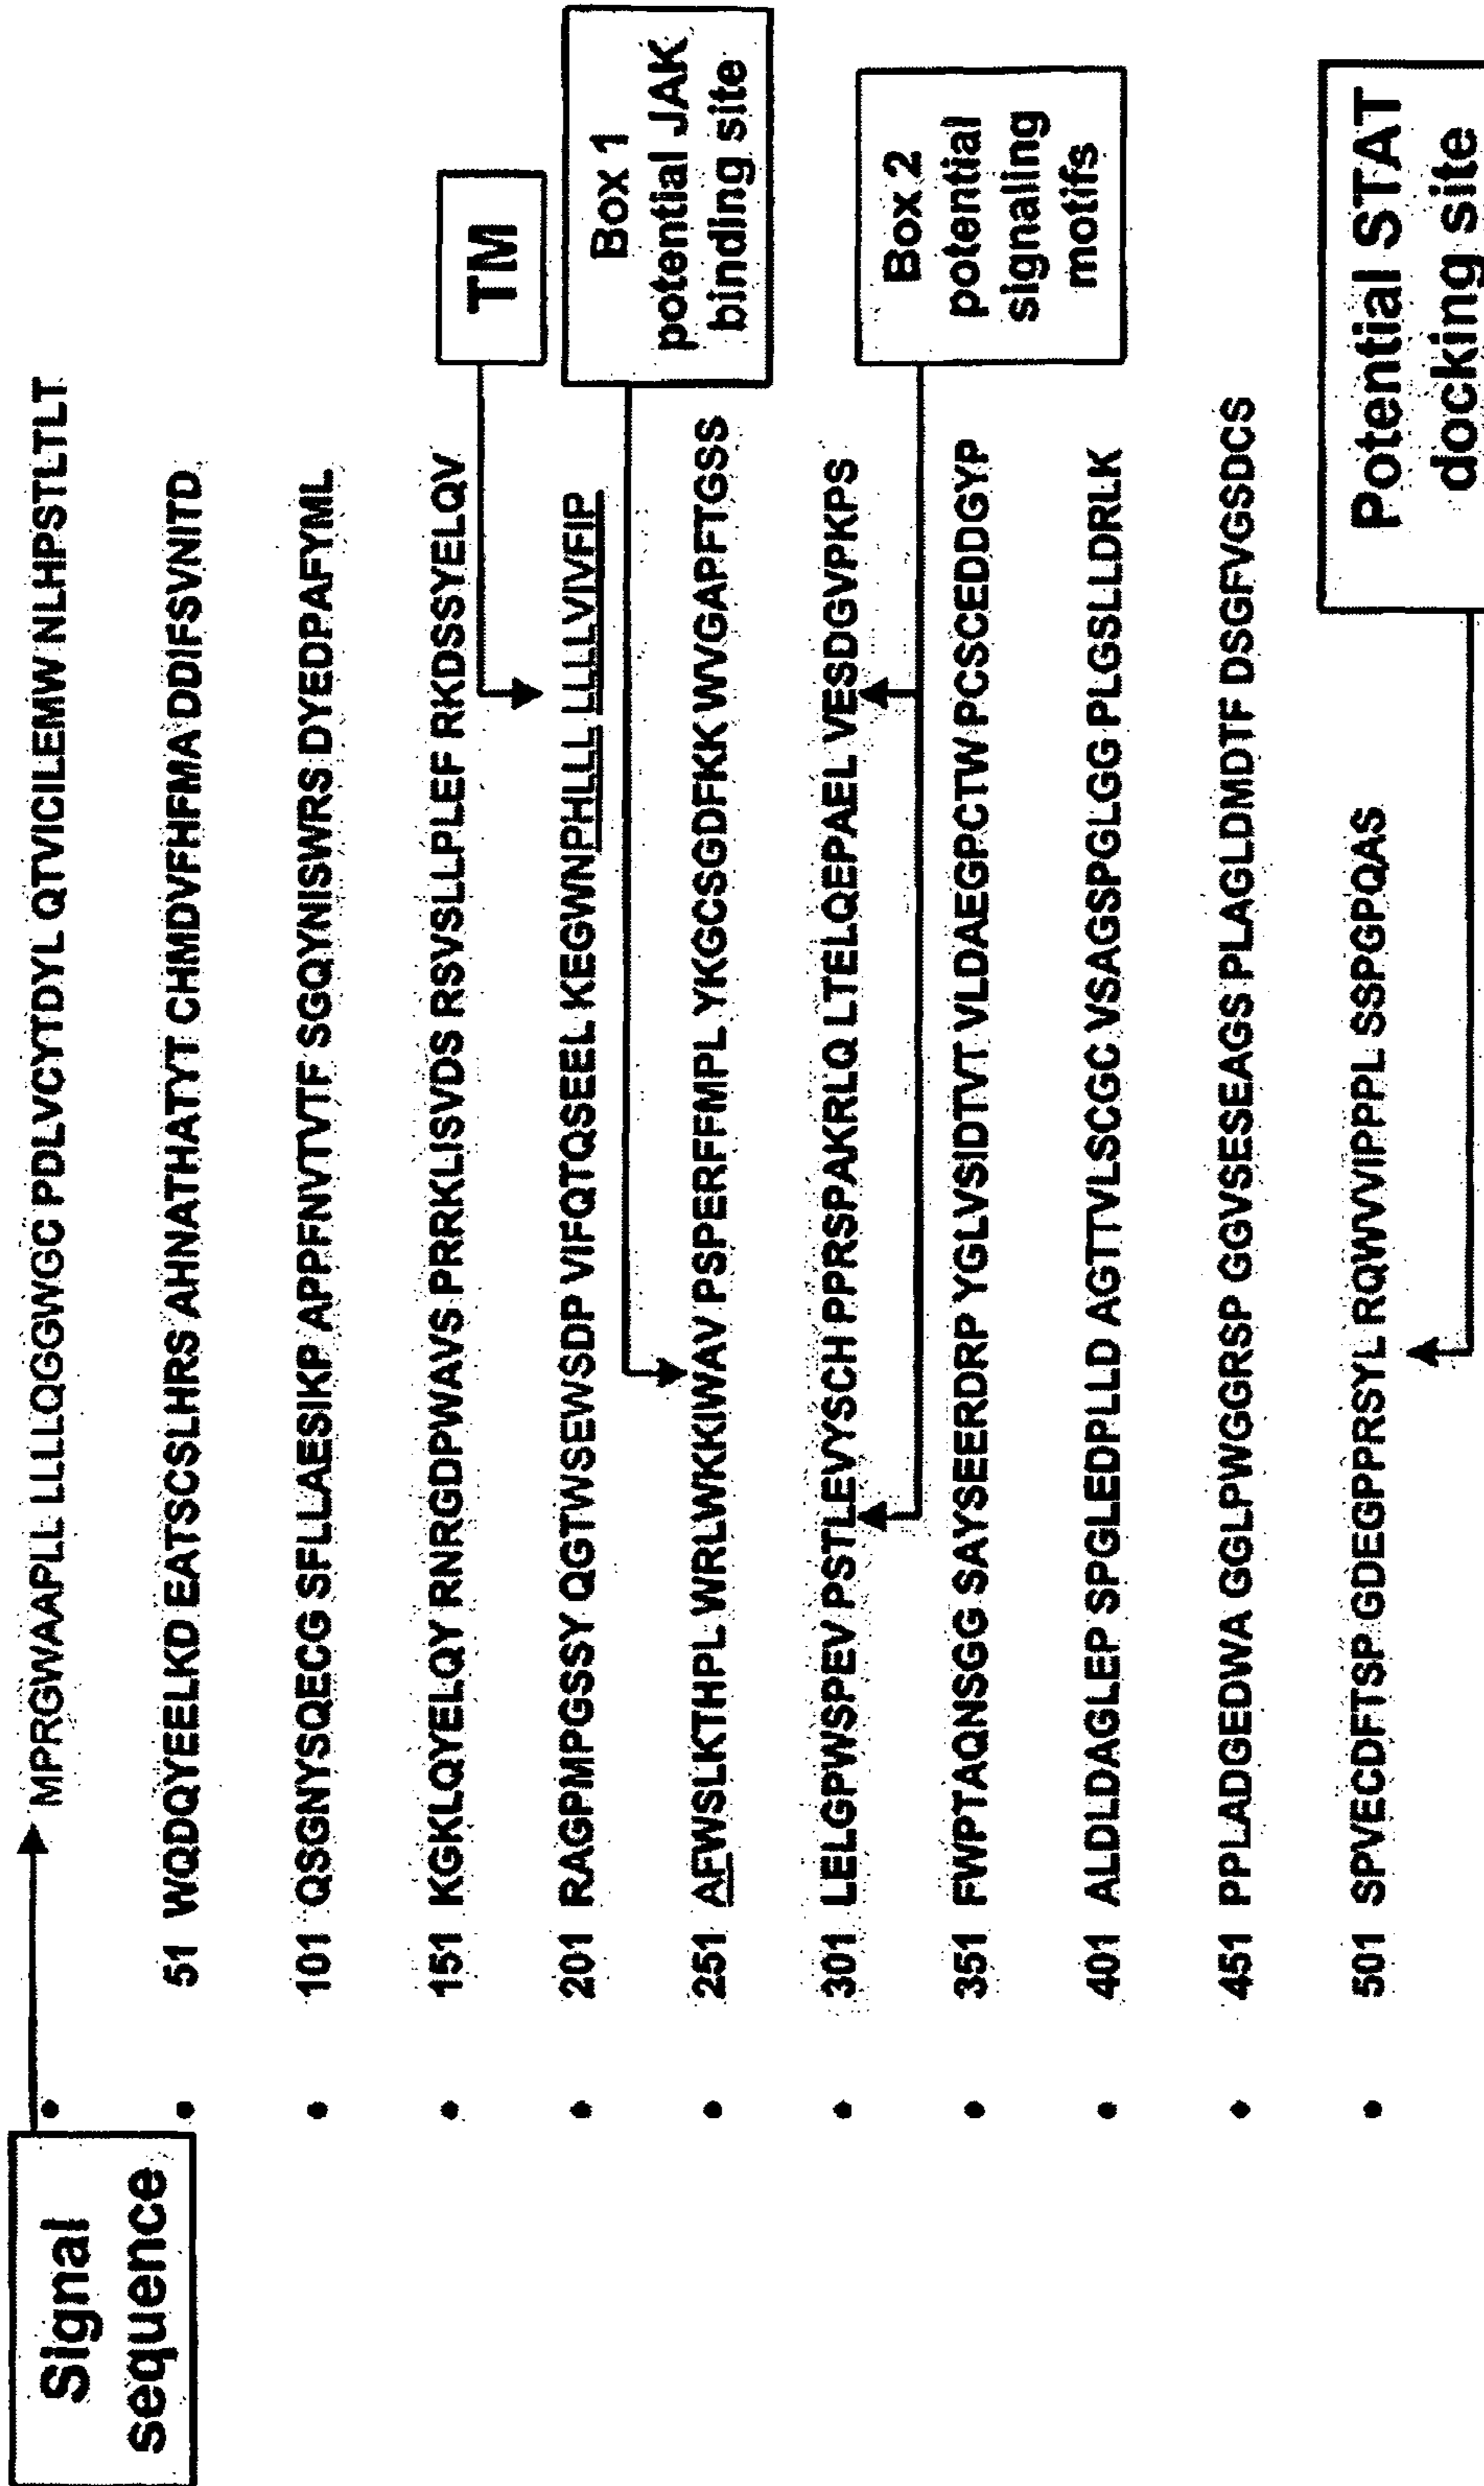 Signal
sequence
MPRGWAAPLL LLLLQGGWGC PDLVCYTDYL QTVICILEMW NLHPSTLTLT
51 WQDQYEELKD EATSCSLHRS AHNATHATYT CHMDVFHFMA DDIFSVNITD
101 QSGNYSQECG SFLLAESIKP APPFNVTVTF SGQYNISWRS DYEDPAFYML
151 KGKLQYELQY RNRGDPWAVS PRRKLISVDS RSVSLLPLEF RKDSSYELQV
TM
201 RAGPMPGSSY QGTWSEWSDP VIFQTQSEEL KEGWNPHLLL LLLLVIVFIP
Box 1
potential JAK
binding site
251 AFWSLKTHPL WRLWKKIWAV PSPERFFMPL YKGCSGDFKK WVGAPFTGSS
301 LELGPWSPEV PSTLEVYSCH PPRSPAKRLQ LTELQEPAEL VESDGVPKPS
Box 2
potential
signaling
motifs
351 FWPTAQNSGG SAYSEERDRP YGLVSIDTVT VLDAEGPCTW PCSCEDDGYP
401 ALDLDAGLEP SPGLEDPLLD AGTTVLSCGC VSAGSPGLGG PLGSLLDRLK
451 PPLADGEDWA GGLPWGGRSP GGVSESEAGS PLAGLDMDTF DSGFVGSDCS
501 SPVECDFTSP GDEGPPRSYL RQWVVIPPPL SSPGPQAS
Potential STAT
docking site